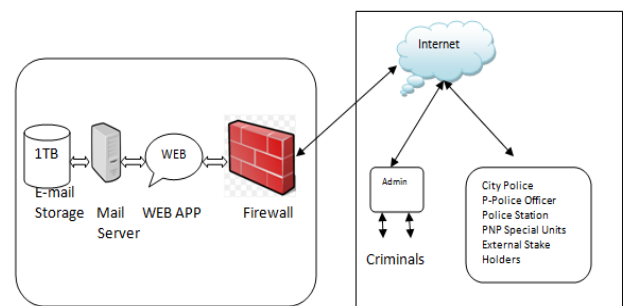 Internet
1TB
WEB
E-mail
Storage
Mail
Server
WEB APP
Firewall
Admin
Criminals
City Police
P-Police Officer
Police Station
PNP Special Units
External Stake
Holders